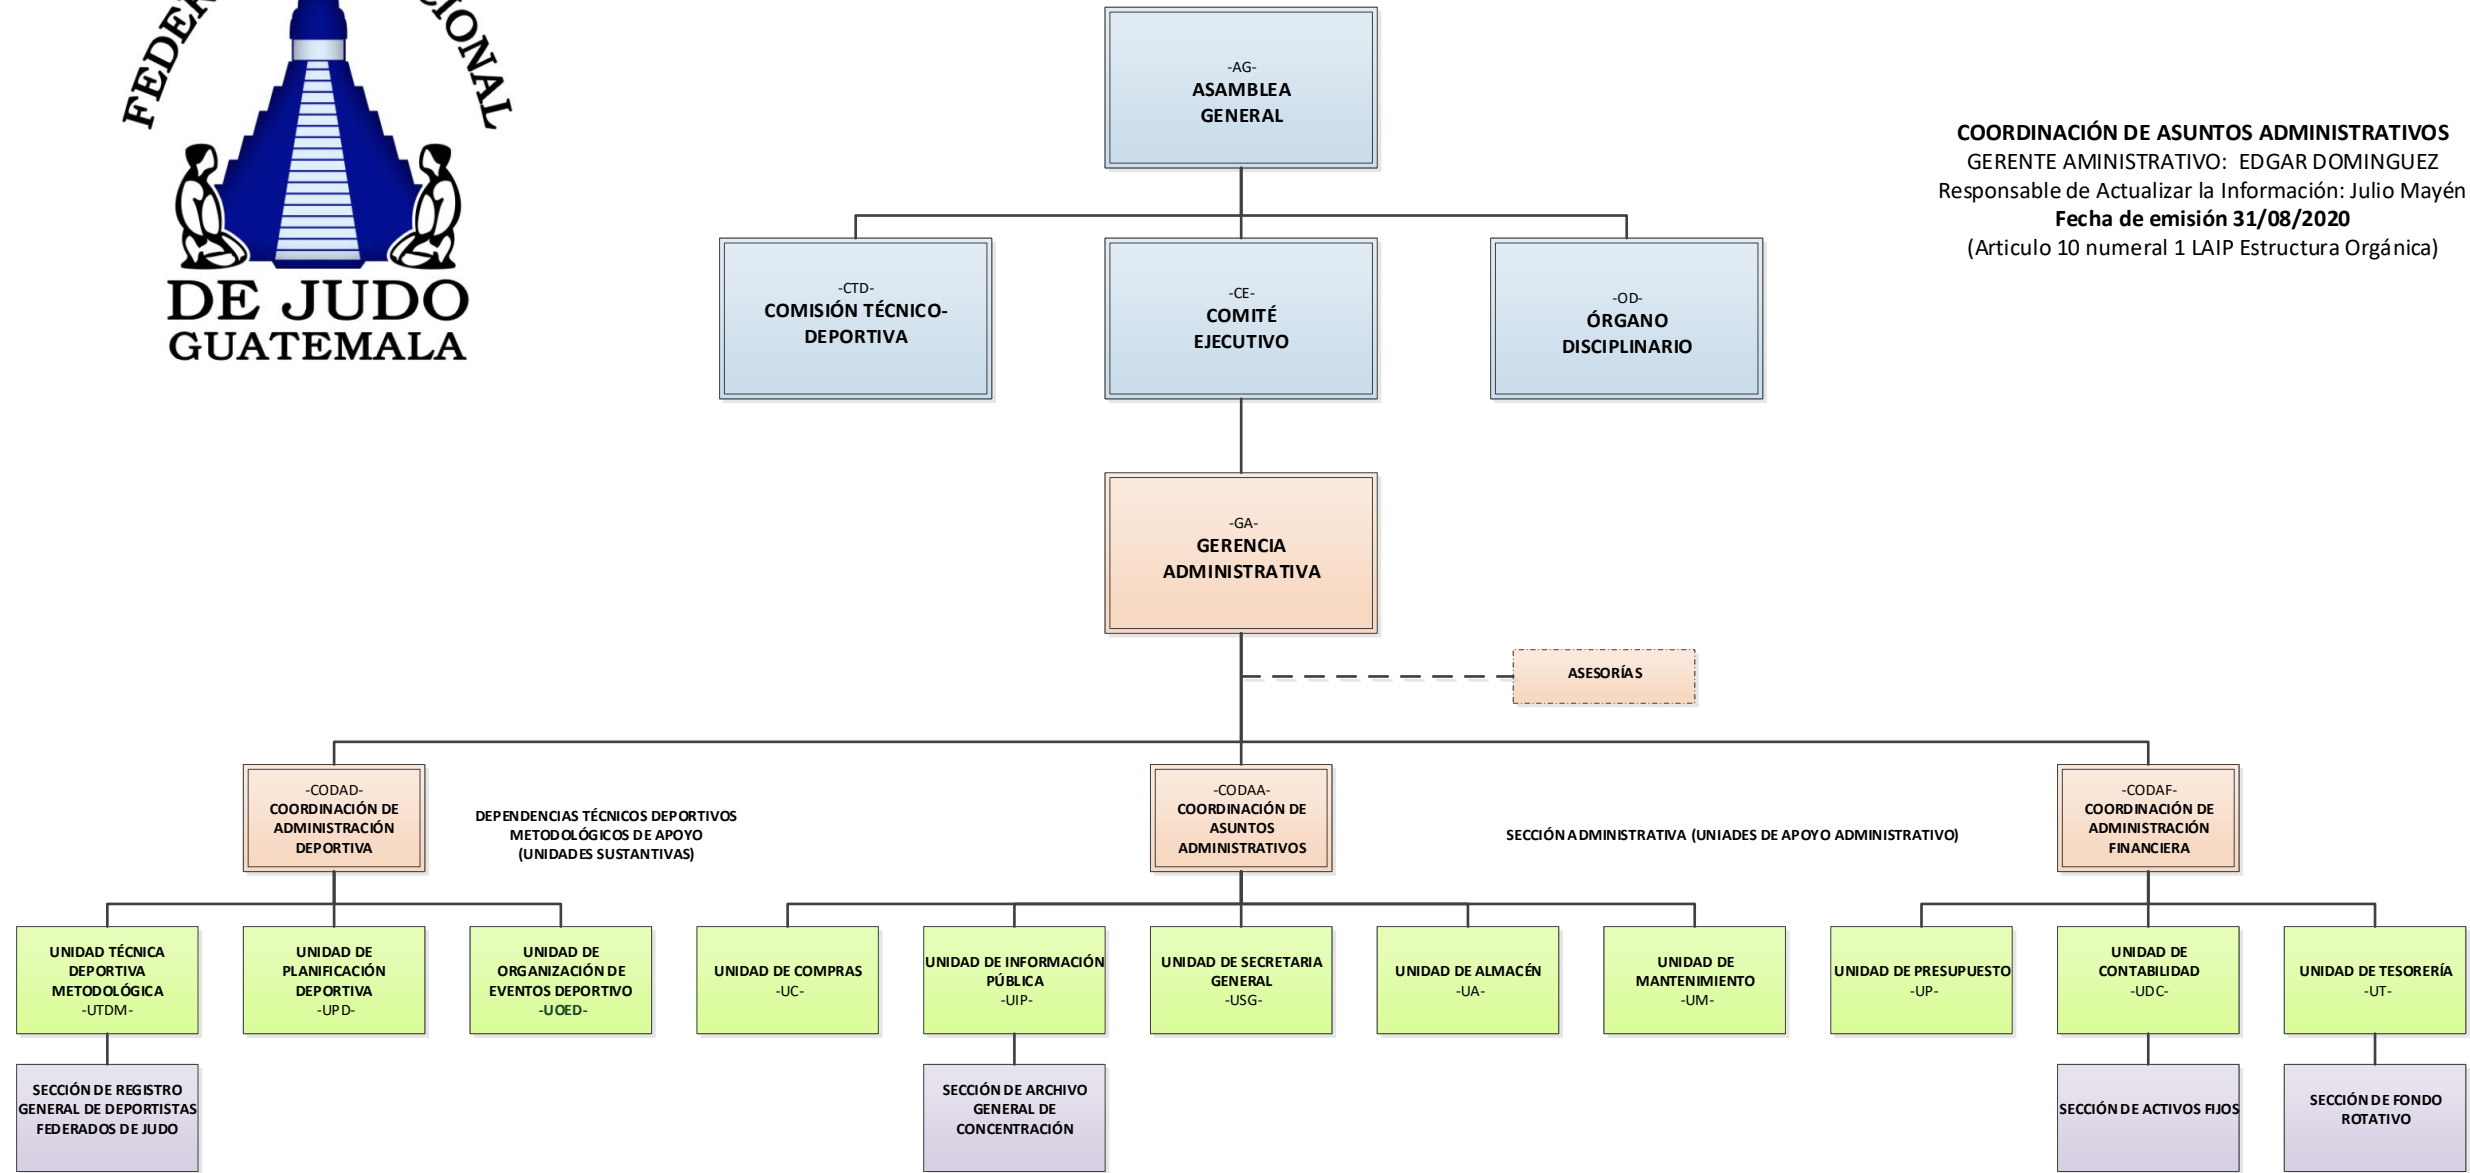 FEDER
CIONAL
DE JUDO
GUATEMALA
-AG-
ASAMBLEA
GENERAL
COORDINACIÓN DE ASUNTOS ADMINISTRATIVOS
GERENTE AMINISTRATIVO: EDGAR DOMINGUEZ
Responsable de Actualizar la Información: Julio Mayén
Fecha de emisión 31/08/2020
(Articulo 10 numeral 1 LAIP Estructura Orgánica)
-CTD-
COMISIÓN TÉCNICO-
DEPORTIVA
-CE-
COMITÉ
EJECUTIVO
-OD-
ÓRGANO
DISCIPLINARIO
-GA-
GERENCIA
ADMINISTRATIVA
ASESORÍAS
-CODAD-
COORDINACIÓN DE
ADMINISTRACIÓN
DEPORTIVA
DEPENDENCIAS TÉCNICOS DEPORTIVOS
METODOLÓGICOS DE APOYO
(UNIDADES SUSTANTIVAS)
-CODAA-
COORDINACIÓN DE
ASUNTOS
ADMINISTRATIVOS
SECCIÓN ADMINISTRATIVA (UNIADES DE APOYO ADMINISTRATIVO)
-CODAF-
COORDINACIÓN DE
ADMINISTRACIÓN
FINANCIERA
UNIDAD TÉCNICA
DEPORTIVA
METODOLÓGICA
-UTDM-
UNIDAD DE
PLANIFICACIÓN
DEPORTIVA
-UPD-
UNIDAD DE
ORGANIZACIÓN DE
EVENTOS DEPORTIVO
-UOED-
UNIDAD DE COMPRAS
-UC-
UNIDAD DE INFORMACIÓN
PÚBLICA
-UIP-
UNIDAD DE SECRETARIA
GENERAL
-USG-
UNIDAD DE ALMACÉN
-UA-
UNIDAD DE
MANTENIMIENTO
-UM-
UNIDAD DE PRESUPUESTO
-UP-
UNIDAD DE
CONTABILIDAD
-UDC-
UNIDAD DE TESORERÍA
-UT-
SECCIÓN DE REGISTRO
GENERAL DE DEPORTISTAS
FEDERADOS DE JUDO
SECCIÓN DE ARCHIVO
GENERAL DE
CONCENTRACIÓN
SECCIÓN DE ACTIVOS FIJOS
SECCIÓN DE FONDO
ROTATIVO